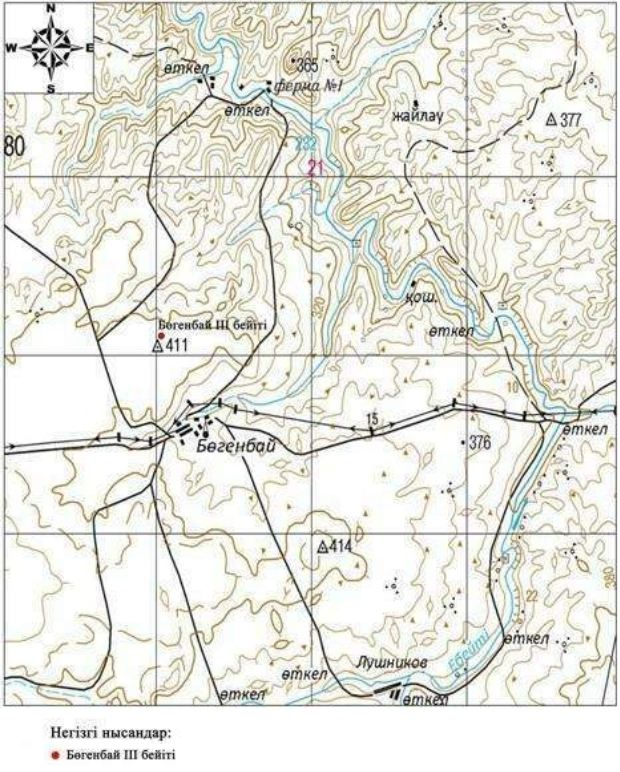 N
W E
S
өткел
365
ферма №1
өткел
жайлау
377
80
232
21
320
қош.
өткел
Бөгенбай III бейіті
411
10
15
өткел
Бөгенбай
376
414
22
380
өткел
Ебейті
Лушников
өткел
өткел
өткел
Негізгі нысандар:
Бөгенбай III бейіті